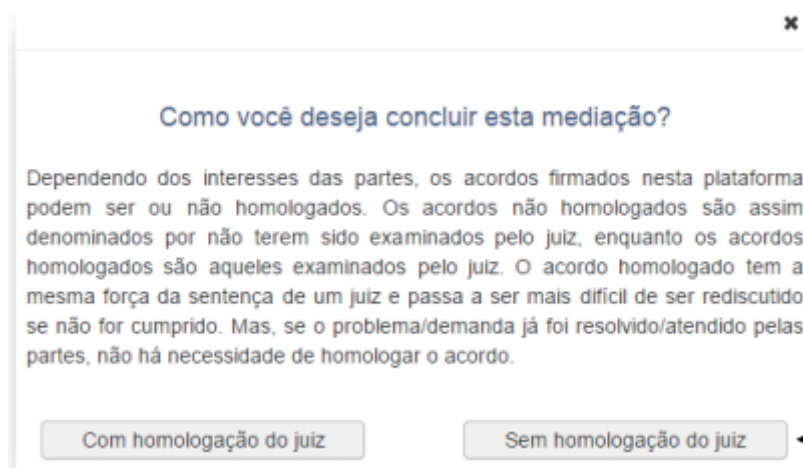 Como você deseja concluir esta mediação?
Dependendo dos interesses das partes, os acordos firmados nesta plataforma
podem ser ou não homologados. Os acordos não homologados são assim
denominados por não terem sido examinados pelo juiz, enquanto os acordos
homologados são aqueles examinados pelo juiz. O acordo homologado tem a
mesma força da sentença de um juiz e passa a ser mais difícil de ser rediscutido
se não for cumprido. Mas, se o problema/demanda já foi resolvido/atendido pelas
partes, não há necessidade de homologar o acordo.
Com homologação do juiz
Sem homologação do juiz